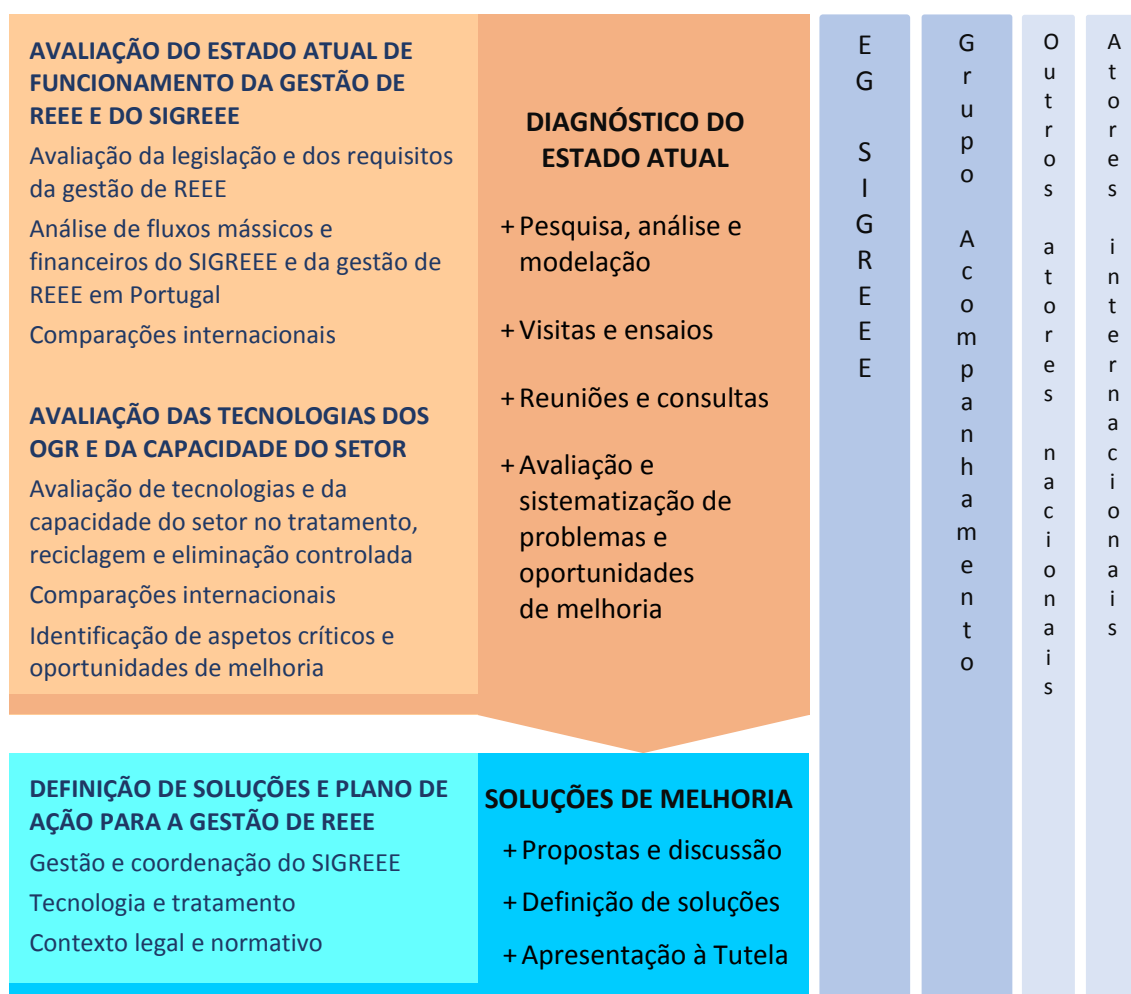 AVALIAÇÃO DO ESTADO ATUAL DE
FUNCIONAMENTO DA GESTÃO DE
REEE E DO SIGREEE
Avaliação da legislação e dos requisitos
da gestão de REEE
Análise de fluxos mássicos e
financeiros do SIGREEE e da gestão de
REEE em Portugal
Comparações internacionais
AVALIAÇÃO DAS TECNOLOGIAS DOS
OGR E DA CAPACIDADE DO SETOR
Avaliação de tecnologias e da
capacidade do setor no tratamento,
reciclagem e eliminação controlada
Comparações internacionais
Identificação de aspetos críticos e
oportunidades de melhoria
DIAGNÓSTICO DO
ESTADO ATUAL
+ Pesquisa, análise e
modelação
+ Visitas e ensaios
+ Reuniões e consultas
+ Avaliação e
sistematização de
problemas e
oportunidades
de melhoria
DEFINIÇÃO DE SOLUÇÕES E PLANO DE
AÇÃO PARA A GESTÃO DE REEE
Gestão e coordenação do SIGREEE
Tecnologia e tratamento
Contexto legal e normativo
SOLUÇÕES DE MELHORIA
+ Propostas e discussão
+ Definição de soluções
+ Apresentação à Tutela
EG SIGREEE
Grupo Acompanhamento
Outros atores nacionais
Atores internacionais